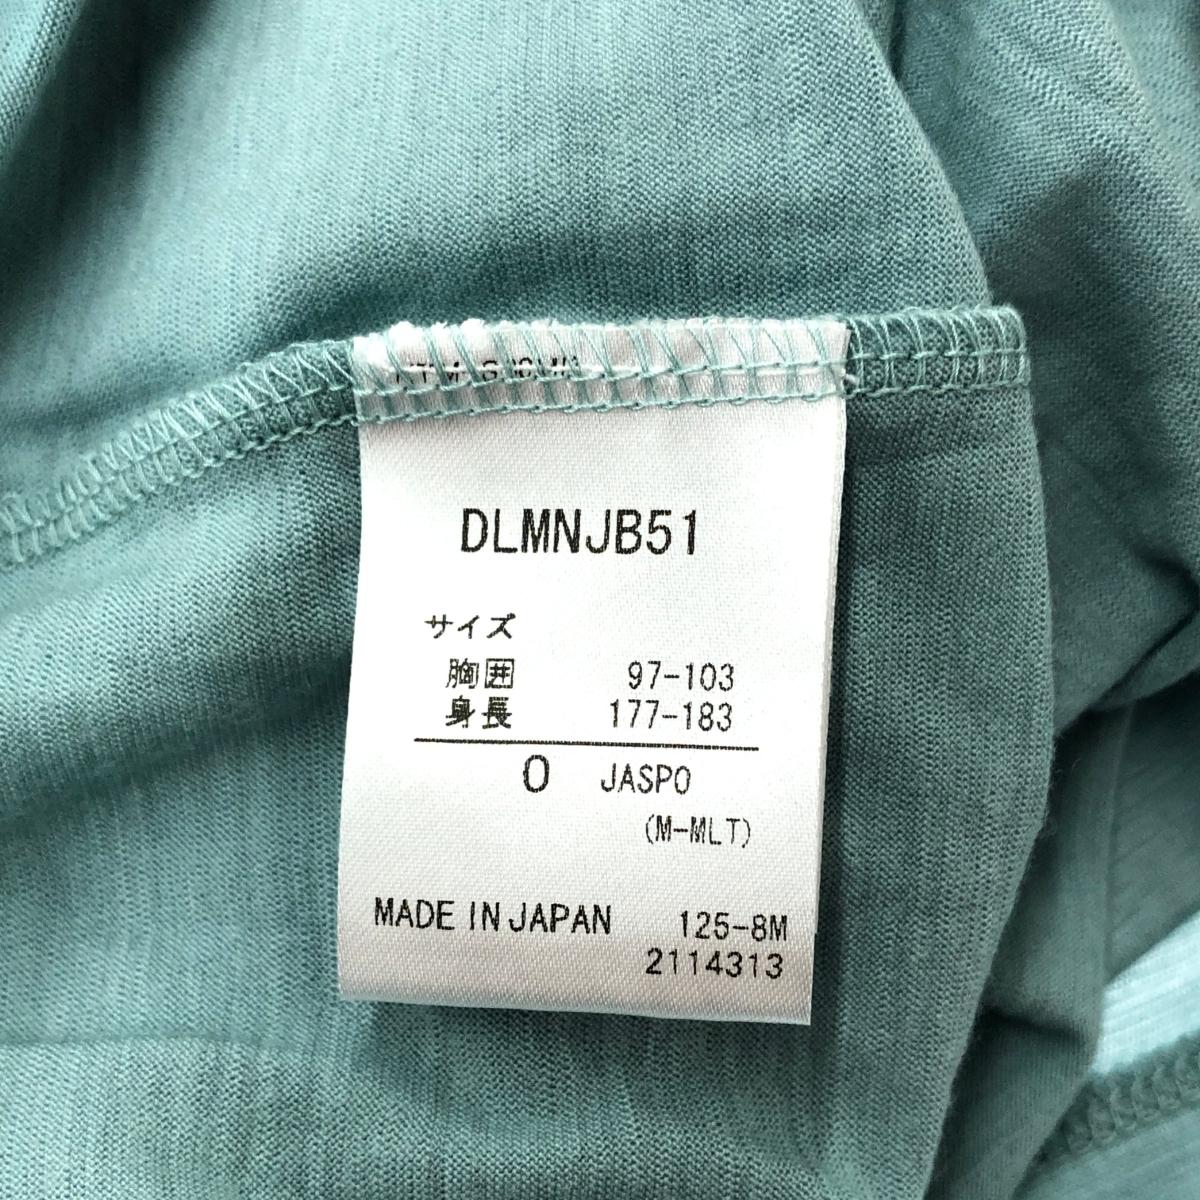 DLMNJB51
サイズ
胸囲 97-103
身長 177-183
O JASPO
(M-MLT)
MADE IN JAPAN 125-8M
2114313